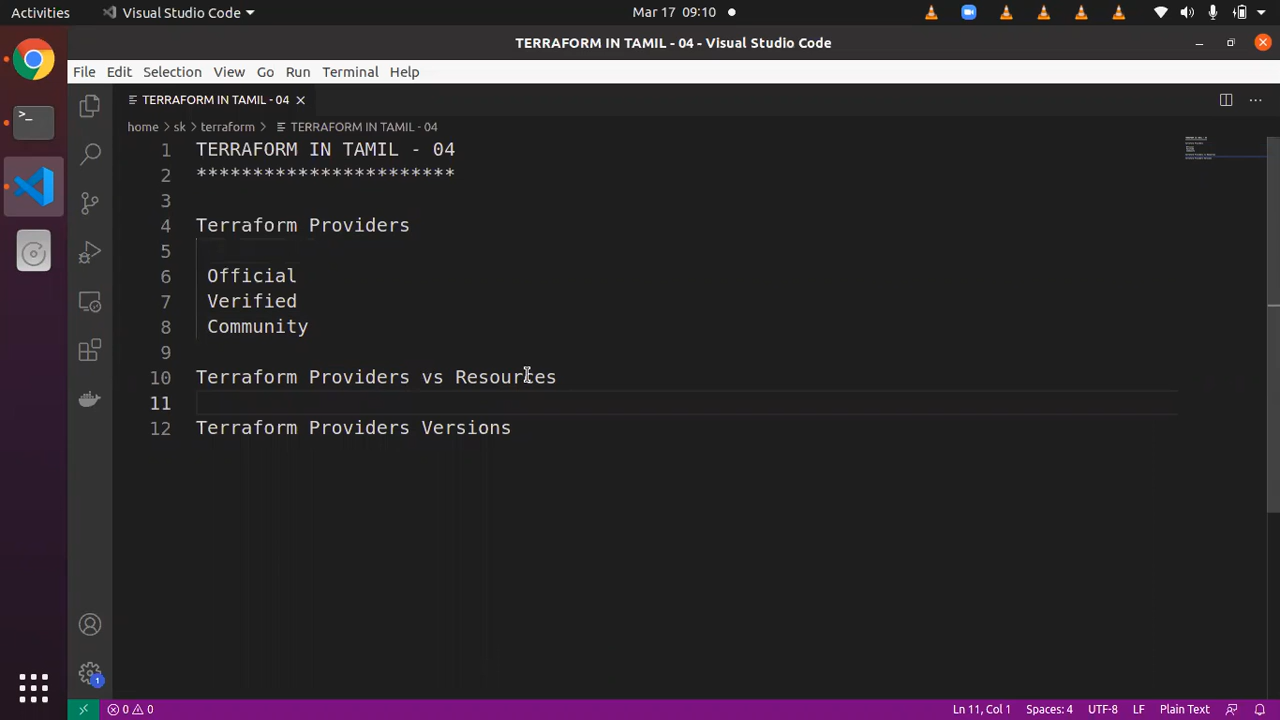 Activities Visual Studio Code Mar 17 09:10
TERRAFORM IN TAMIL - 04 - Visual Studio Code
File Edit Selection View Go Run Terminal Help
TERRAFORM IN TAMIL - 04
home > sk > terraform > TERRAFORM IN TAMIL - 04
1 TERRAFORM IN TAMIL - 04
2 ***********************
3
4 Terraform Providers
5
6 Official
7 Verified
8 Community
9
10 Terraform Providers vs Resources
11
12 Terraform Providers Versions
1
0 0 Ln 11, Col 1 Spaces: 4 UTF-8 LF Plain Text